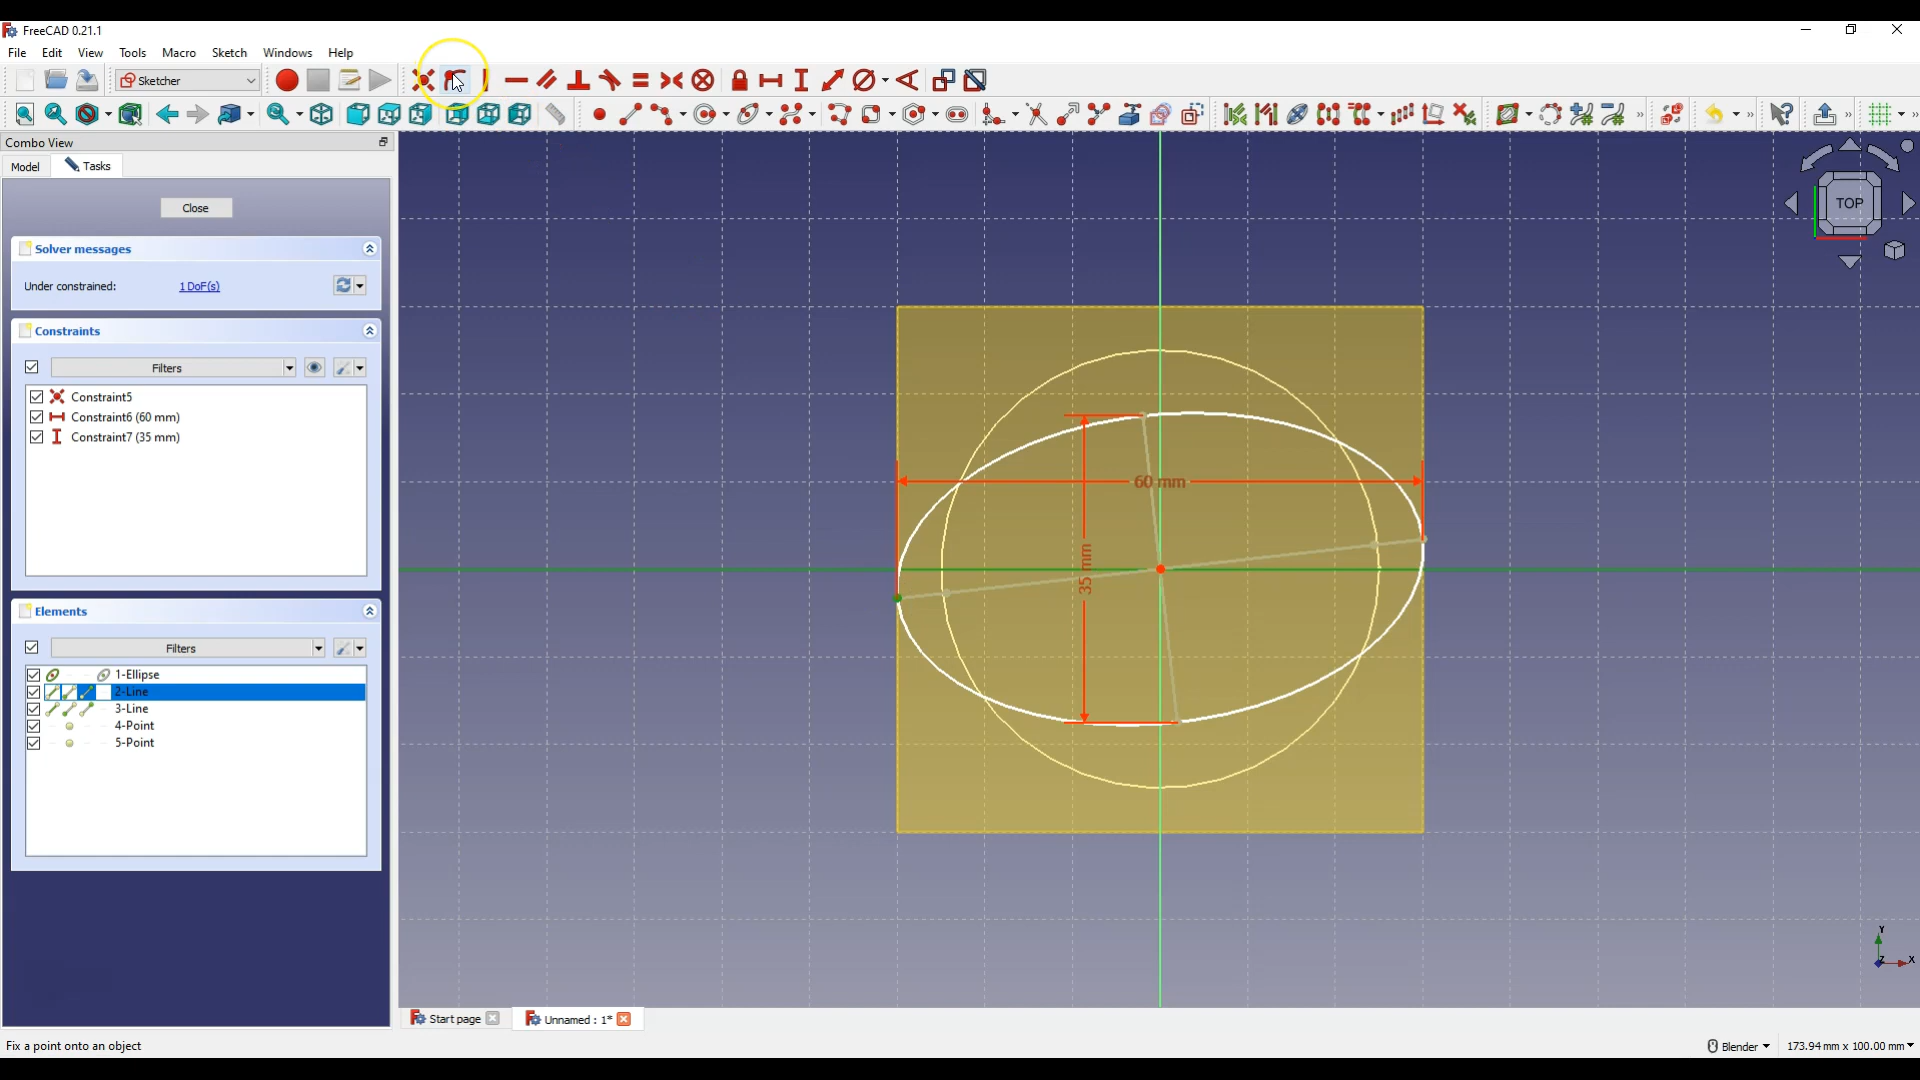 FreeCAD 0.21.1
File Edit View Tools Macro Sketch Windows Help
Sketcher
Combo View
Model Tasks
Close
Solver messages
Under constrained: 1 DoF(s)
Constraints
Filters
Constraint5
Constraint6 (60 mm)
Constraint7 (35 mm)
Elements
Filters
1-Ellipse
2-Line
3-Line
4-Point
5-Point
60 mm
35 mm
TOP
Y
Z X
Start page Unnamed : 1*
Fix a point onto an object
Blender 173.94 mm x 100.00 mm